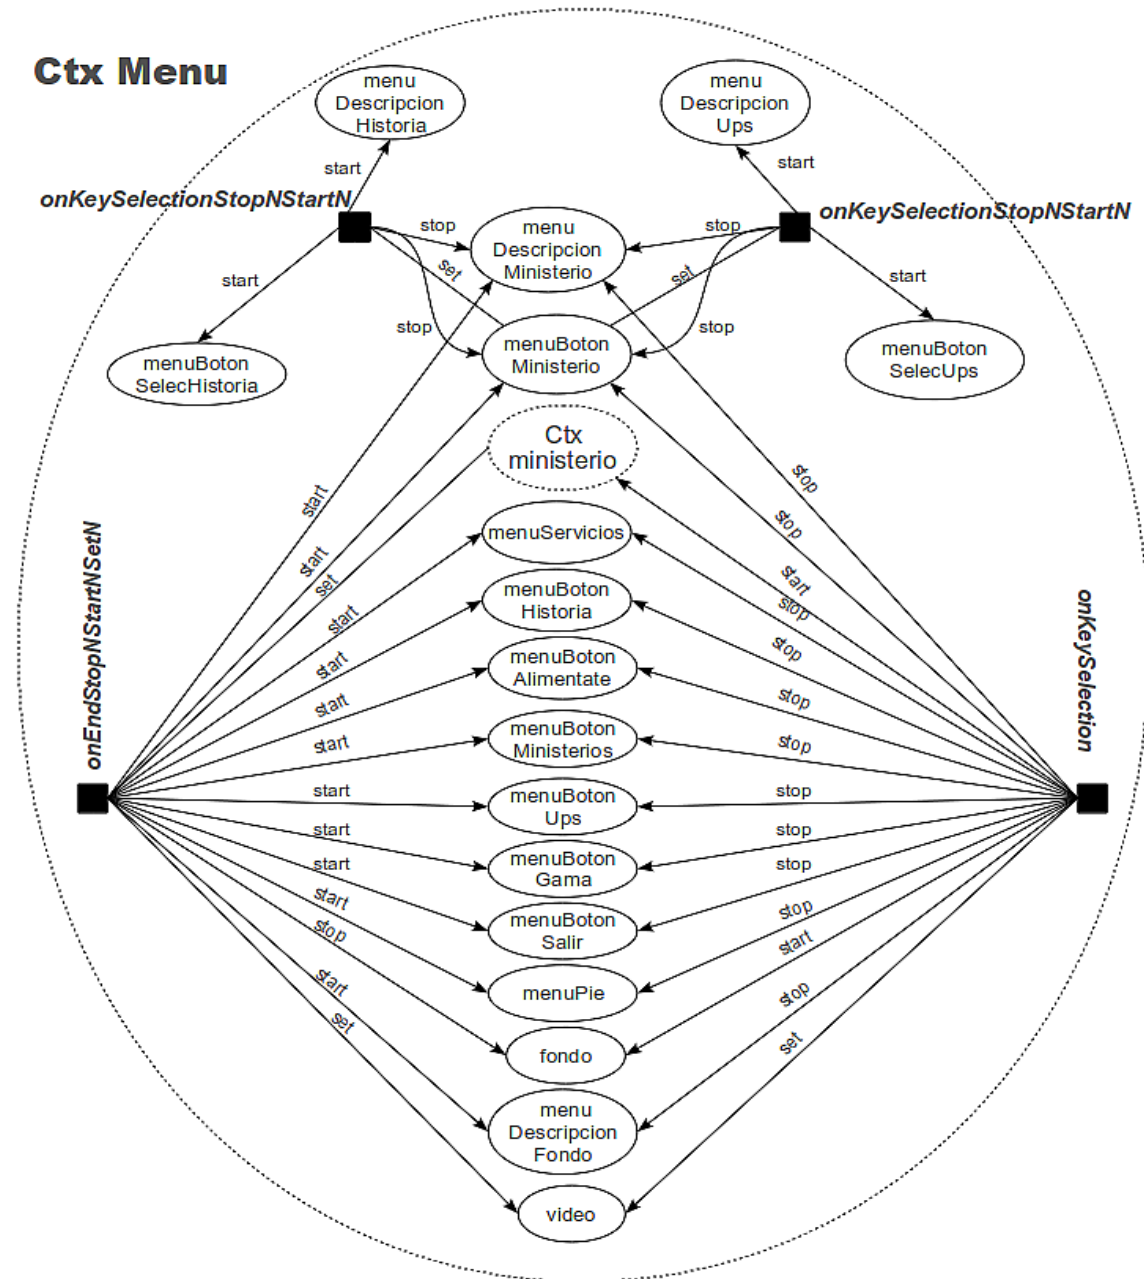 Ctx Menu
menu
Descripcion
Historia
menu
Descripcion
Ups
start
start
onKeySelectionStopNStartN
onKeySelectionStopNStartN
stop
menu
Descripcion
Ministerio
stop
set
set
start
start
stop
stop
menuBoton
Ministerio
menuBoton
SelecHistoria
menuBoton
SelecUps
Ctx
ministerio
start
stop
start
stop
set
start
onEndStopNStartNSetN
onKeySelection
menuServicios
start
stop
menuBoton
Historia
start
stop
menuBoton
Alimentate
start
stop
menuBoton
Ministerios
start
stop
menuBoton
Ups
start
stop
menuBoton
Gama
start
stop
menuBoton
Salir
start
stop
menuPie
start
stop
fondo
stop
start
menu
Descripcion
Fondo
start
stop
video
set
set